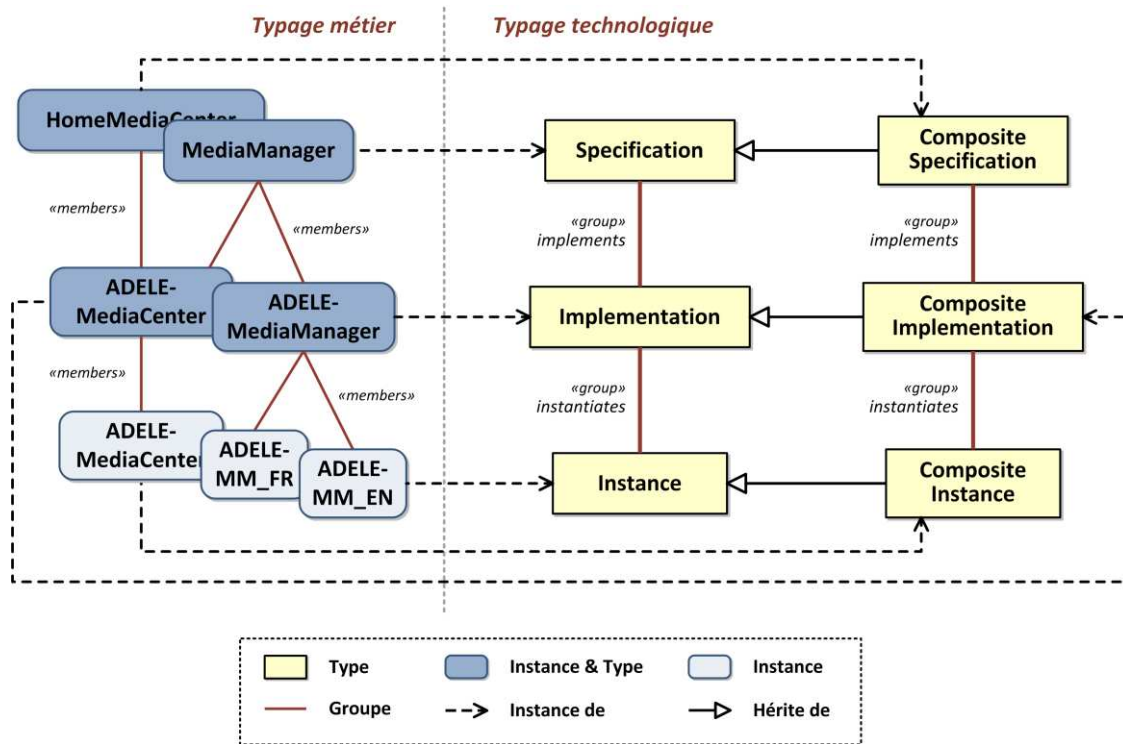 Typage métier
Typage technologique
HomeMediaCenter
MediaManager
Specification
Composite
Specification
«members»
«members»
«group»
implements
«group»
implements
ADELE-
MediaCenter
ADELE-
MediaManager
Implementation
Composite
Implementation
«members»
«members»
«group»
instantiates
«group»
instantiates
ADELE-
MediaCenter
ADELE-
MM_FR
ADELE-
MM_EN
Instance
Composite
Instance
Type
Instance & Type
Instance
Groupe
Instance de
Hérite de